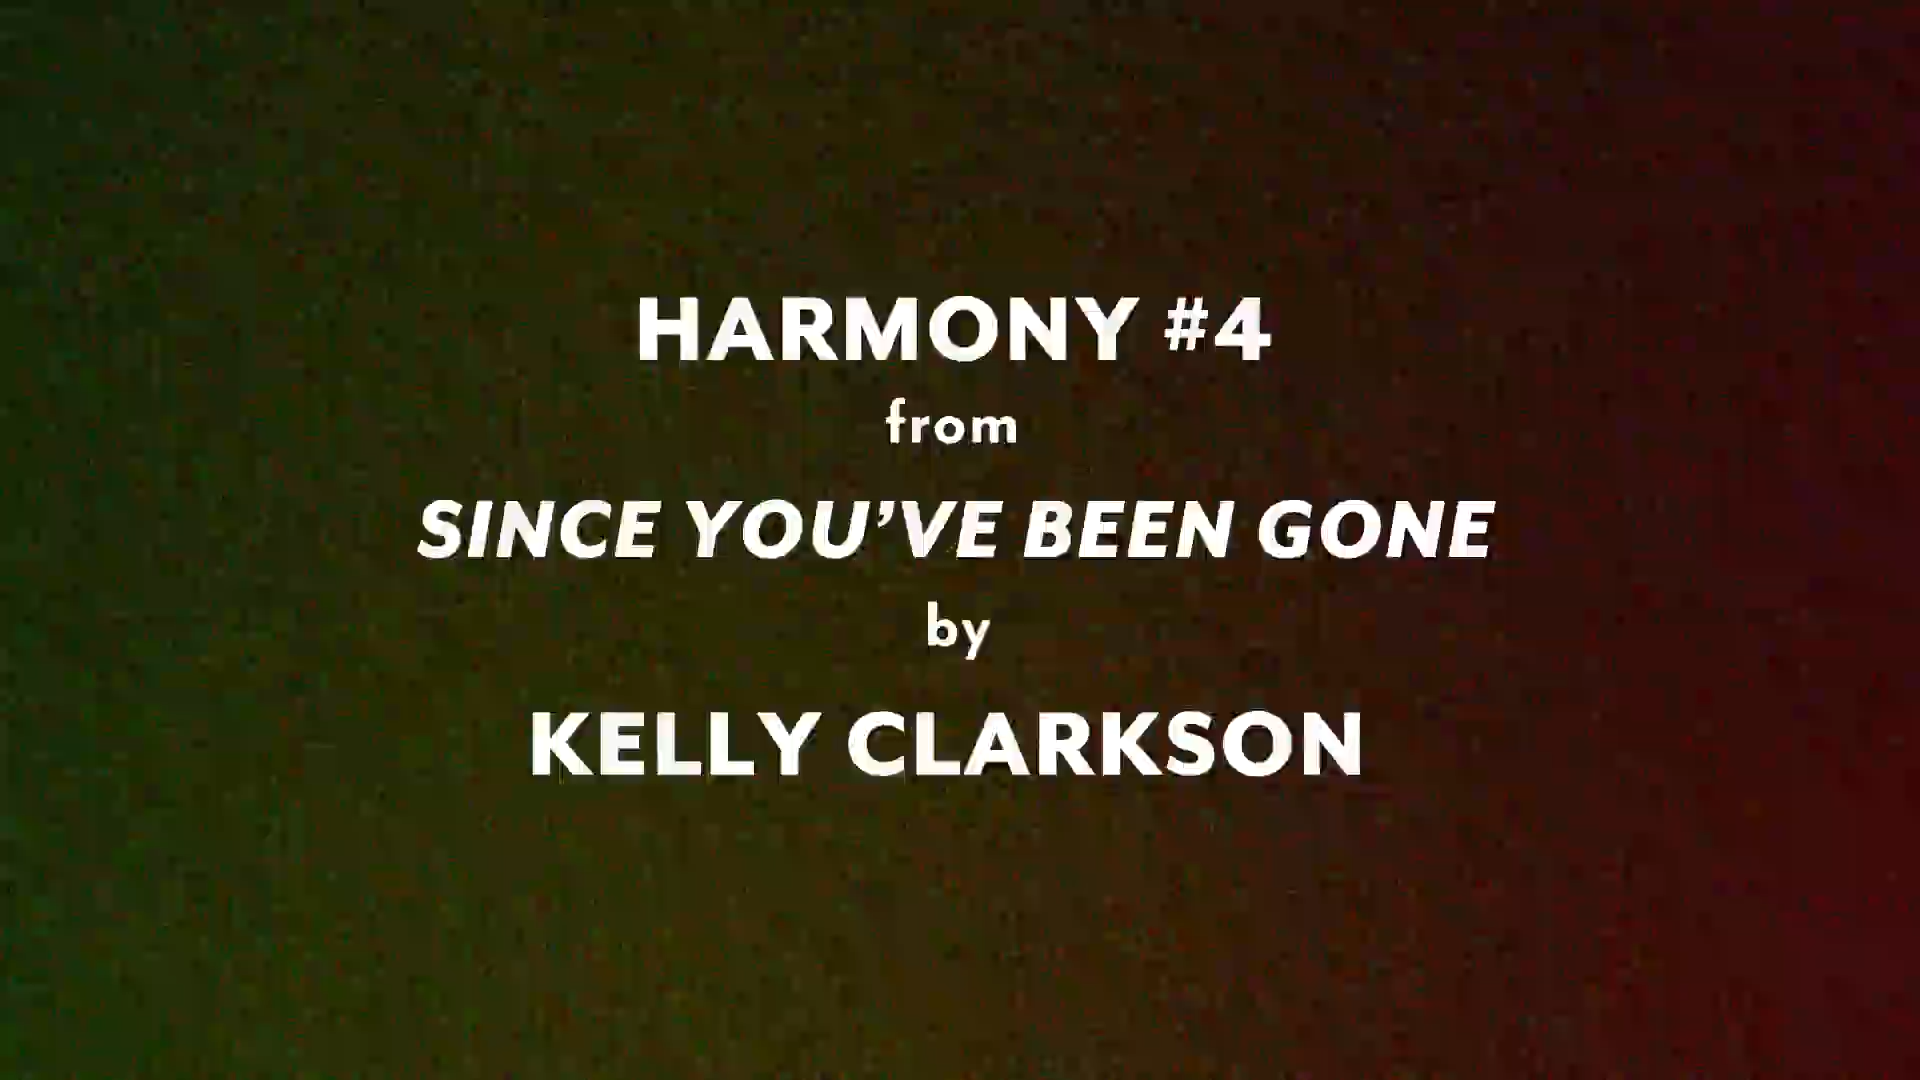 HARMONY #4
from
SINCE YOU’VE BEEN GONE
by
KELLY CLARKSON